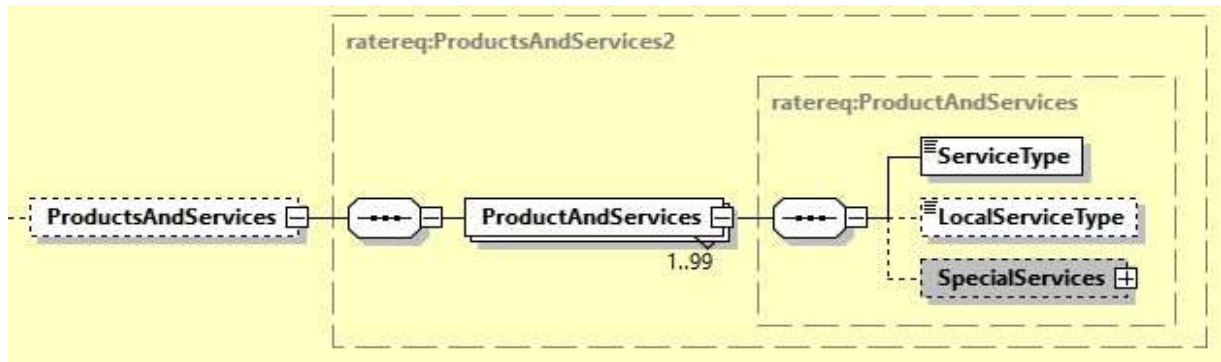 ratereq:ProductsAndServices2
ratereq:ProductAndServices
ServiceType
ProductsAndServices
ProductAndServices
LocalServiceType
1..99
SpecialServices